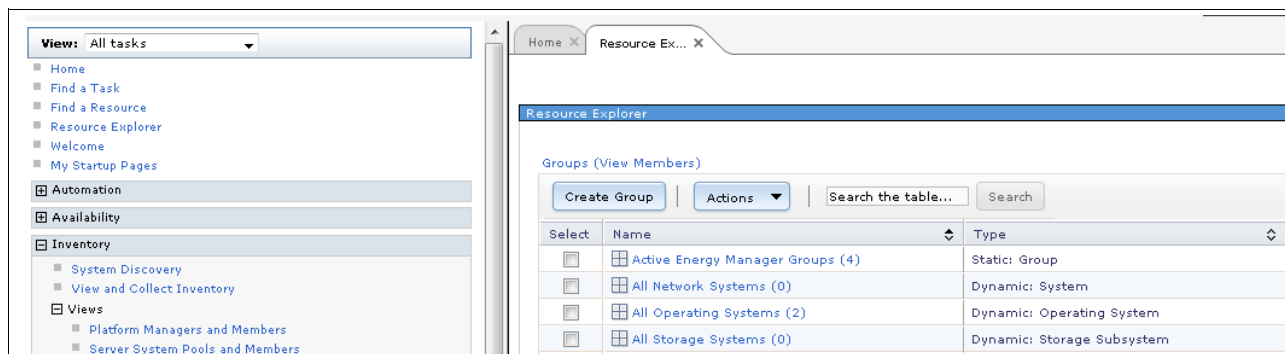 View: All tasks
Home
Find a Task
Find a Resource
Resource Explorer
Welcome
My Startup Pages
Automation
Availability
Inventory
System Discovery
View and Collect Inventory
Views
Platform Managers and Members
Server System Pools and Members
Home Resource Ex...
Resource Explorer
Groups (View Members)
Create Group Actions Search the table... Search
Select Name Type
Active Energy Manager Groups (4) Static: Group
All Network Systems (0) Dynamic: System
All Operating Systems (2) Dynamic: Operating System
All Storage Systems (0) Dynamic: Storage Subsystem